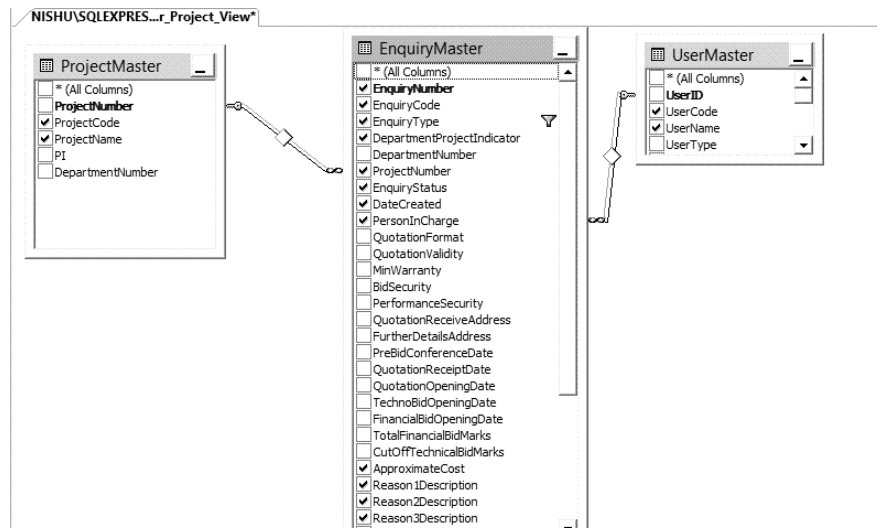 NISHU\SQLEXPRES...r_Project_View*
ProjectMaster
* (All Columns)
ProjectNumber
ProjectCode
ProjectName
PI
DepartmentNumber
EnquiryMaster
* (All Columns)
EnquiryNumber
EnquiryCode
EnquiryType
DepartmentProjectIndicator
DepartmentNumber
ProjectNumber
EnquiryStatus
DateCreated
PersonInCharge
QuotationFormat
QuotationValidity
MinWarranty
BidSecurity
PerformanceSecurity
QuotationReceiveAddress
FurtherDetailsAddress
PreBidConferenceDate
QuotationReceiptDate
QuotationOpeningDate
TechnoBidOpeningDate
FinancialBidOpeningDate
TotalFinancialBidMarks
CutOffTechnicalBidMarks
ApproximateCost
Reason1Description
Reason2Description
Reason3Description
UserMaster
* (All Columns)
UserID
UserCode
UserName
UserType